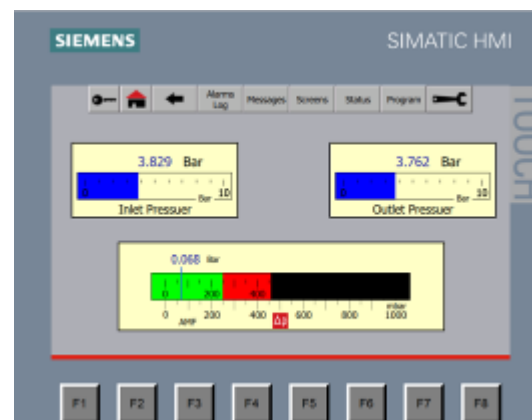 SIEMENS
SIMATIC HMI
TOUCH
Alarms Log Messages Screens Status Program
3.829 Bar
0 Bar 10
Inlet Pressuer
3.762 Bar
0 Bar 10
Outlet Pressuer
0.068 Bar
0 200 400
mbar
0 200 400 600 800 1000
AMF Δp
F1 F2 F3 F4 F5 F6 F7 F8